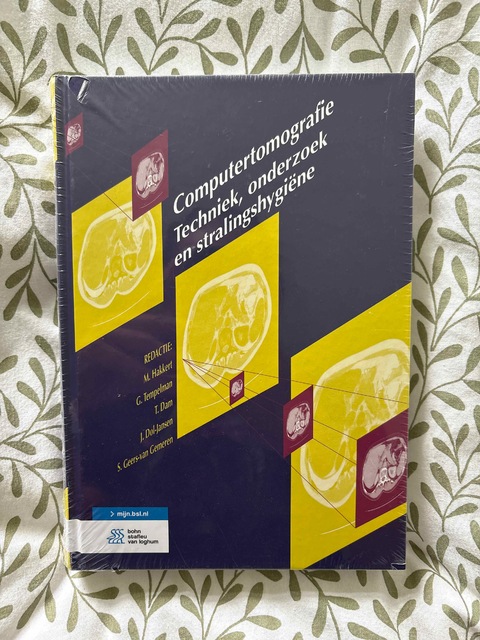 Computertomografie
Techniek, onderzoek
en stralingshygiëne
REDACTIE:
M. Hakkert
G. Tempelman
T. Dam
J. Dol-Jansen
S. Geers-van Gemeren
> mijn.bsl.nl
bohn
stafleu
van loghum